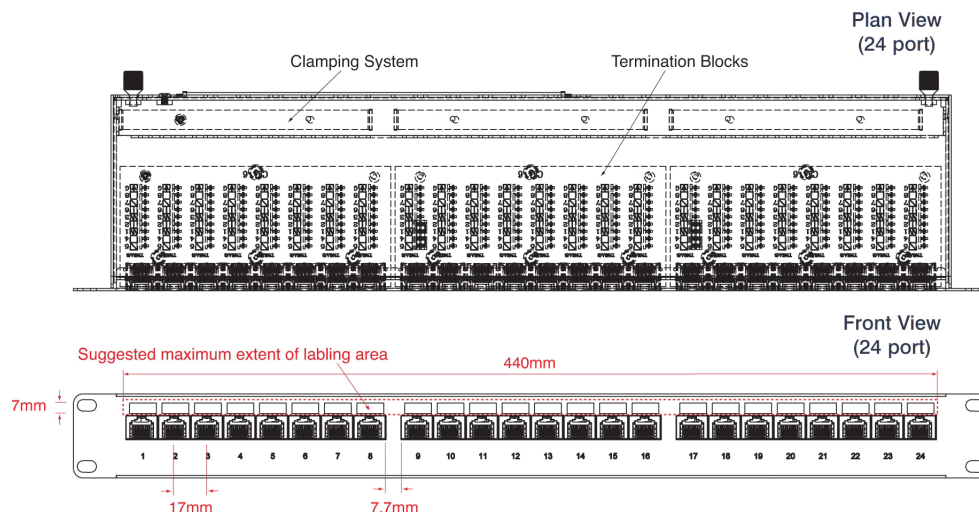 Plan View
(24 port)
Clamping System
Termination Blocks
Front View
(24 port)
Suggested maximum extent of labling area
440mm
7mm
1 2 3 4 5 6 7 8 9 10 11 12 13 14 15 16 17 18 19 20 21 22 23 24
17mm
7.7mm